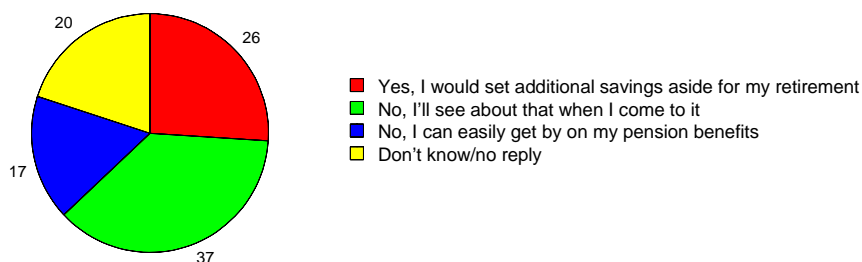 20
26
17
37
Yes, I would set additional savings aside for my retirement
No, I'll see about that when I come to it
No, I can easily get by on my pension benefits
Don't know/no reply